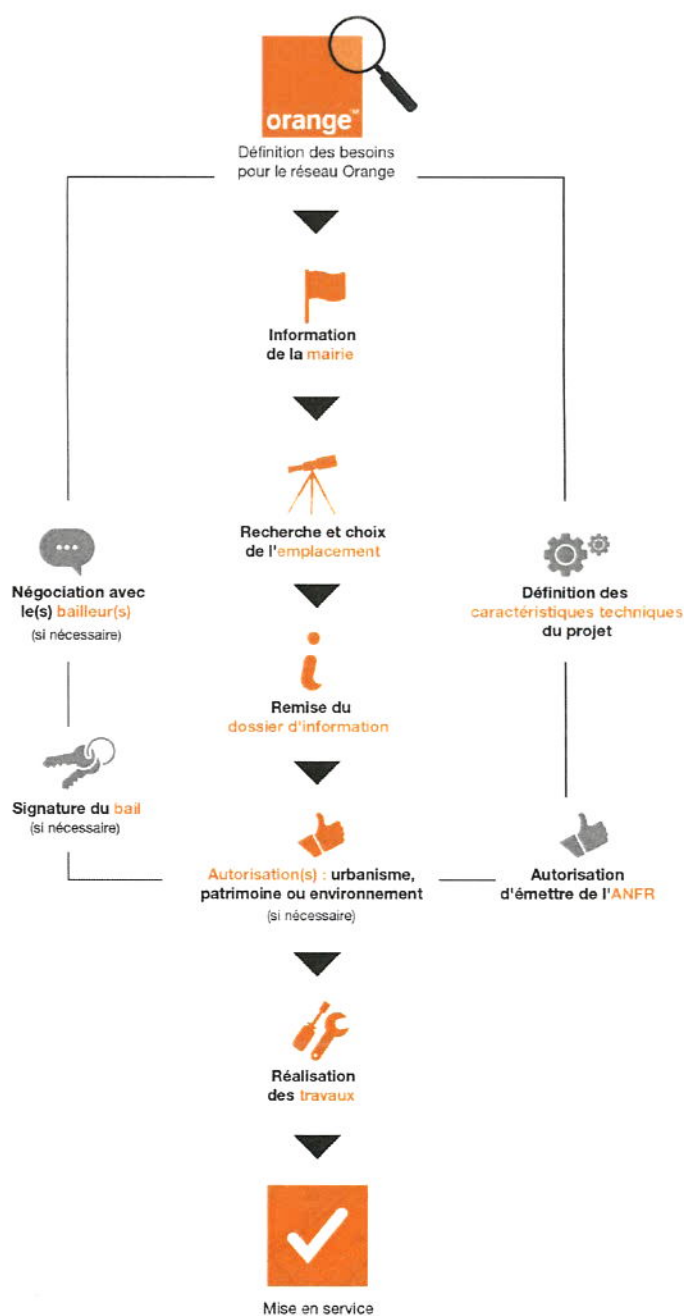 orange™
Définition des besoins
pour le réseau Orange
Information
de la mairie
Recherche et choix
de l'emplacement
Négociation avec
le(s) bailleur(s)
(si nécessaire)
Définition des
caractéristiques techniques
du projet
Remise du
dossier d'information
Signature du bail
(si nécessaire)
Autorisation(s) : urbanisme,
patrimoine ou environnement
(si nécessaire)
Autorisation
d'émettre de l'ANFR
Réalisation
des travaux
Mise en service